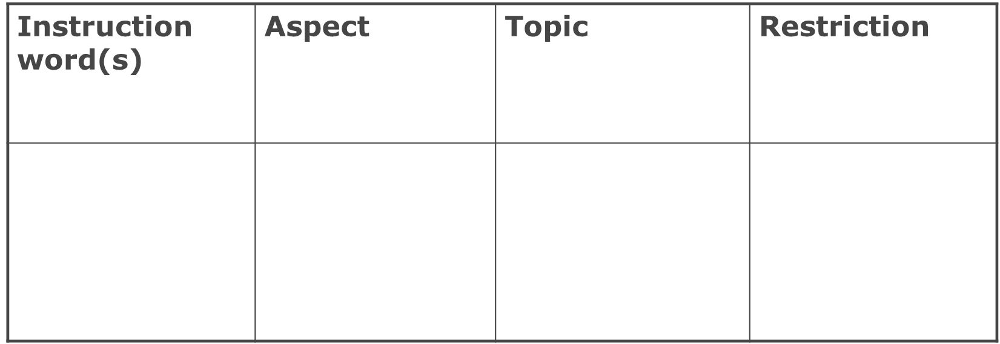 Instruction word(s)
Aspect
Topic
Restriction